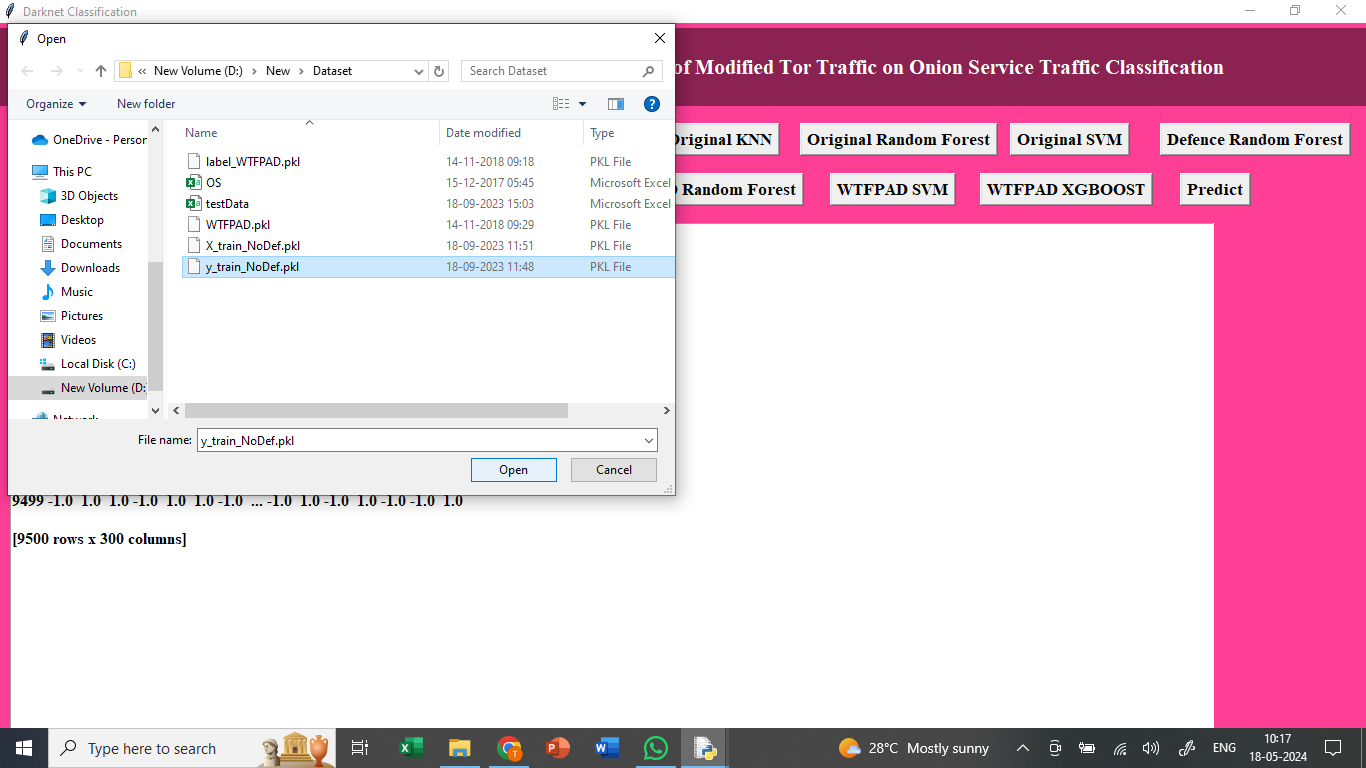 Darknet Classification
Open
« New Volume (D:) > New > Dataset
Search Dataset
Organize
New folder
of Modified Tor Traffic on Onion Service Traffic Classification
Original KNN
Original Random Forest
Original SVM
Defence Random Forest
Random Forest
WTFPAD SVM
WTFPAD XGBOOST
Predict
OneDrive - Person
This PC
3D Objects
Desktop
Documents
Downloads
Music
Pictures
Videos
Local Disk (C:)
New Volume (D:
Network
Name Date modified Type
label_WTFPAD.pkl 14-11-2018 09:18 PKL File
OS 15-12-2017 05:45 Microsoft Excel
testData 18-09-2023 15:03 Microsoft Excel
WTFPAD.pkl 14-11-2018 09:29 PKL File
X_train_NoDef.pkl 18-09-2023 11:51 PKL File
y_train_NoDef.pkl 18-09-2023 11:48 PKL File
File name: y_train_NoDef.pkl
Open
Cancel
9499 -1.0 1.0 1.0 -1.0 1.0 1.0 -1.0 ... -1.0 1.0 -1.0 1.0 -1.0 -1.0 1.0
[9500 rows x 300 columns]
Type here to search
28°C Mostly sunny
ENG
10:17
18-05-2024